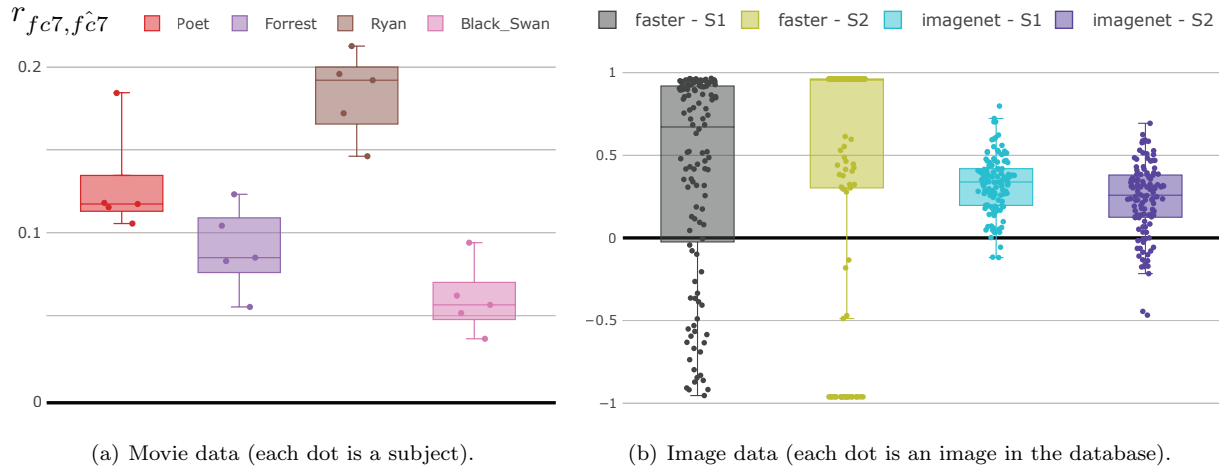 r_{fc7,f\hat{c}7}
Poet Forrest Ryan Black_Swan
0.2
0.1
0
(a) Movie data (each dot is a subject).
faster - S1 faster - S2 imagenet - S1 imagenet - S2
1
0.5
0
−0.5
−1
(b) Image data (each dot is an image in the database).